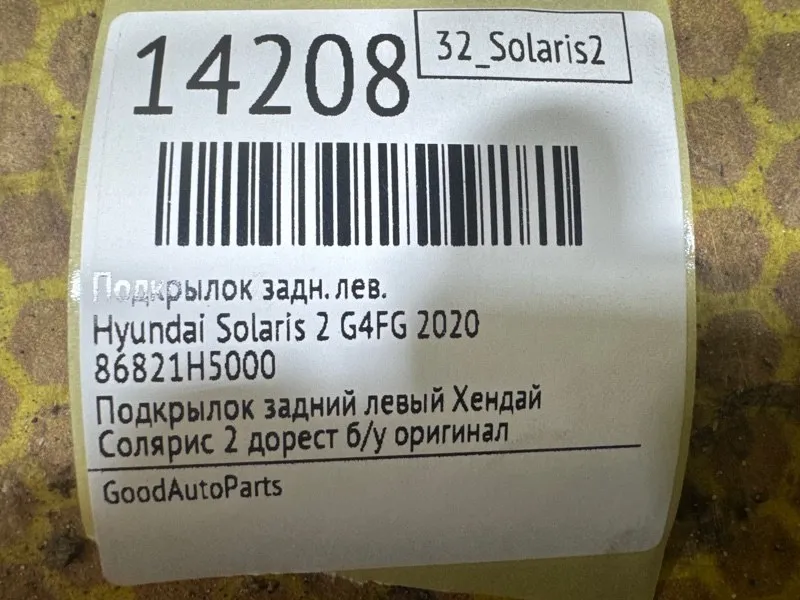 14208
32_Solaris2
Подкрылок задн. лев.
Hyundai Solaris 2 G4FG 2020
86821H5000
Подкрылок задний левый Хендай
Солярис 2 дорест б/у оригинал
GoodAutoParts